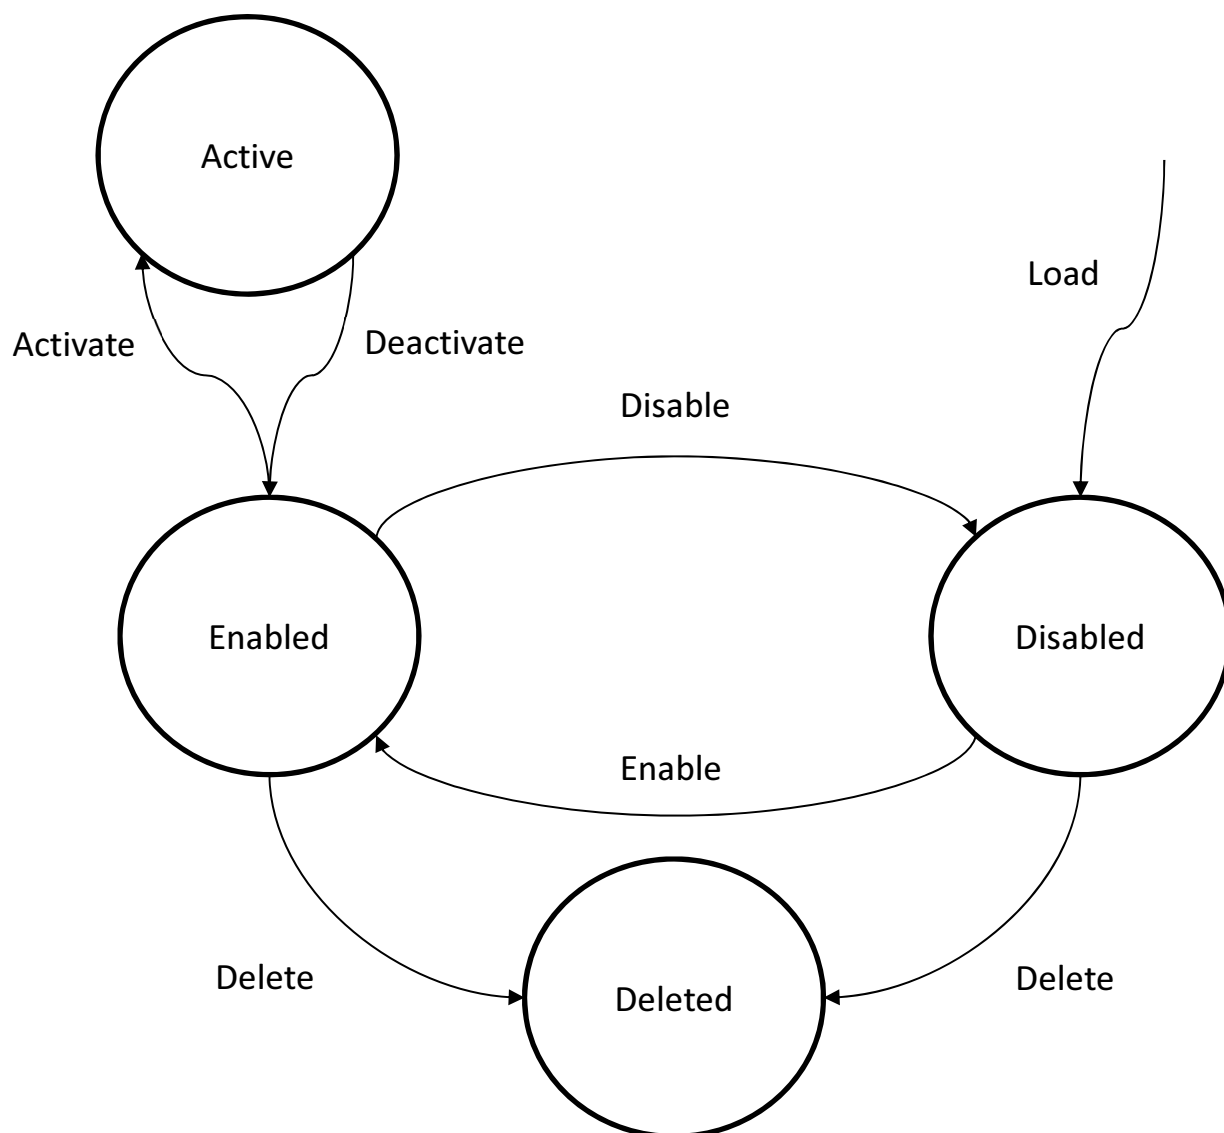 Active
Load
Activate
Deactivate
Disable
Enabled
Disabled
Enable
Delete
Deleted
Delete